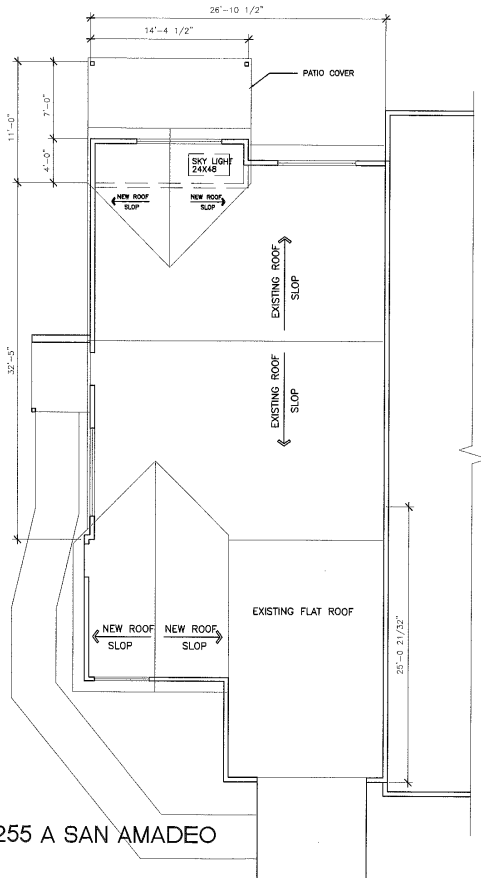 26'-10 1/2"
14'-4 1/2"
PATIO COVER
11'-0"
7'-0"
4'-0"
SKY LIGHT
24X48
NEW ROOF
SLOP
NEW ROOF
SLOP
EXISTING ROOF
SLOP
32'-5"
EXISTING ROOF
SLOP
EXISTING FLAT ROOF
NEW ROOF
SLOP
NEW ROOF
SLOP
25'-0 21/32"
255 A SAN AMADEO